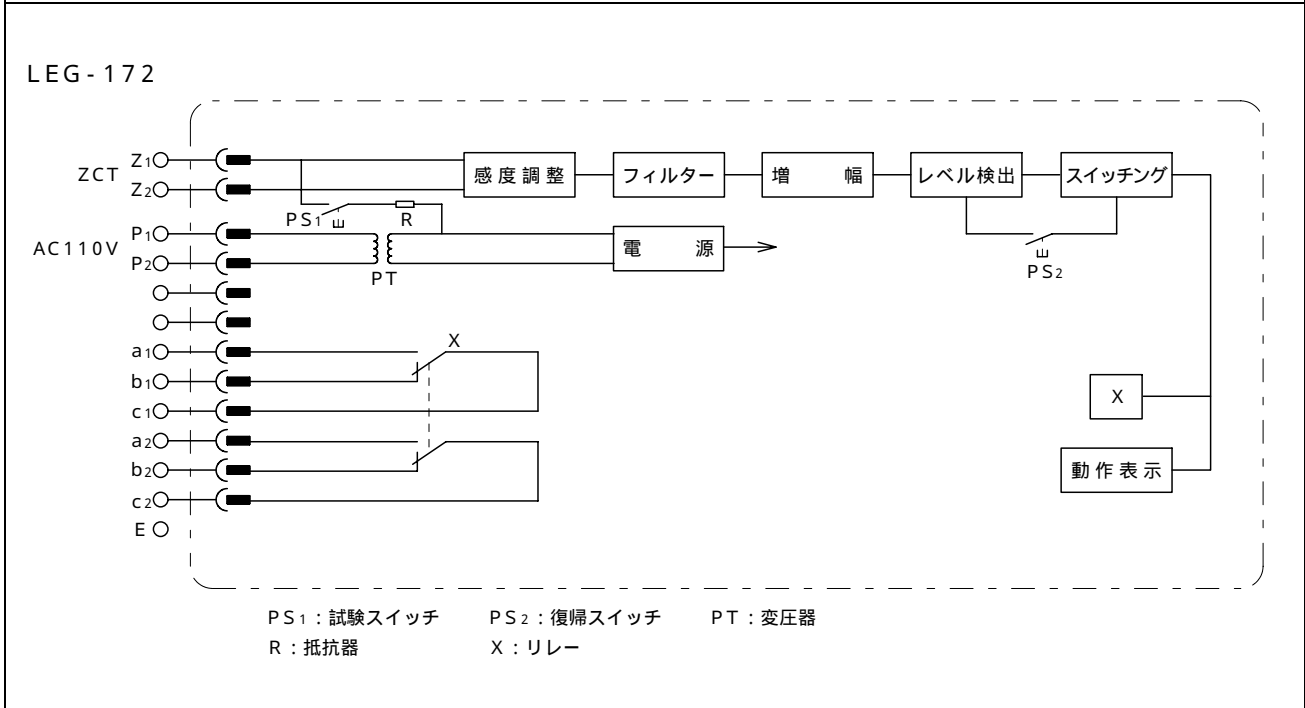 LEG-172
ZCT Z1 感度調整 フィルター 増幅 レベル検出 スイッチング
Z2
PS1 R
AC110V P1 電源
P2
PT PS2
a1 X
b1
c1 X
a2
b2 動作表示
c2
E
PS1：試験スイッチ PS2：復帰スイッチ PT：変圧器
R：抵抗器 X：リレー